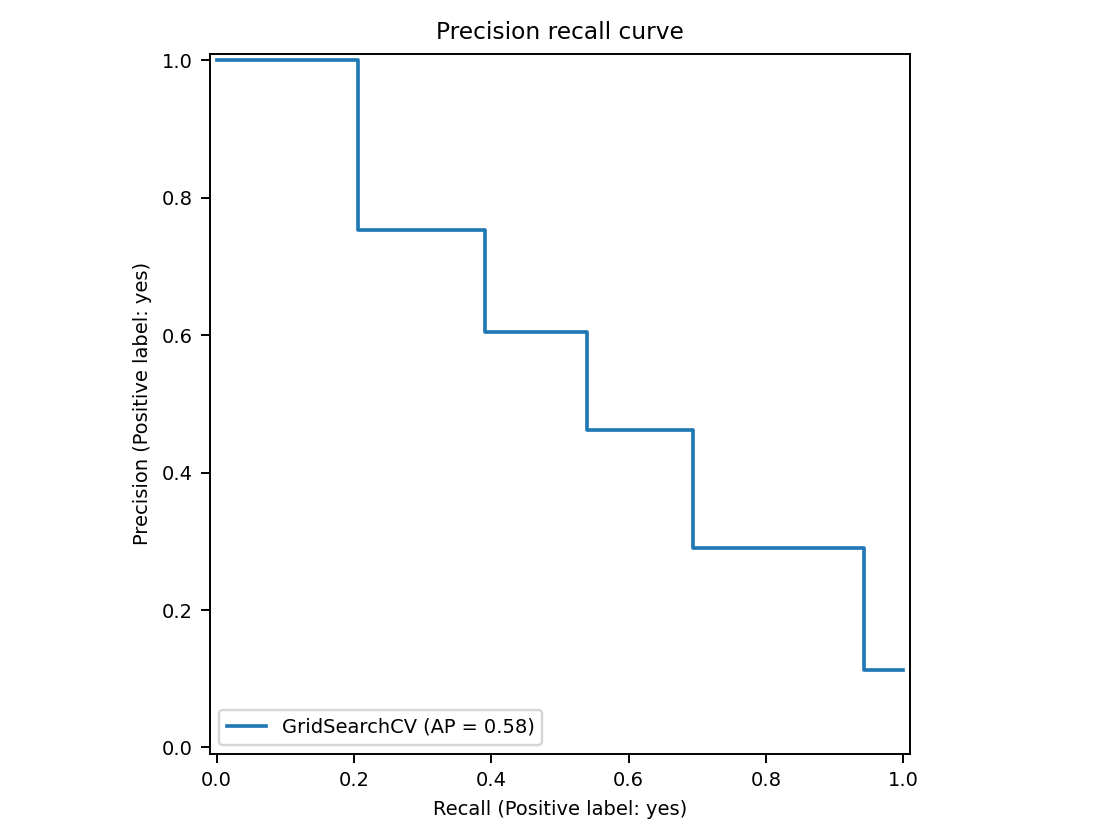 Precision recall curve
1.0
0.8
0.6
0.4
0.2
0.0
Precision (Positive label: yes)
GridSearchCV (AP = 0.58)
0.0 0.2 0.4 0.6 0.8 1.0
Recall (Positive label: yes)